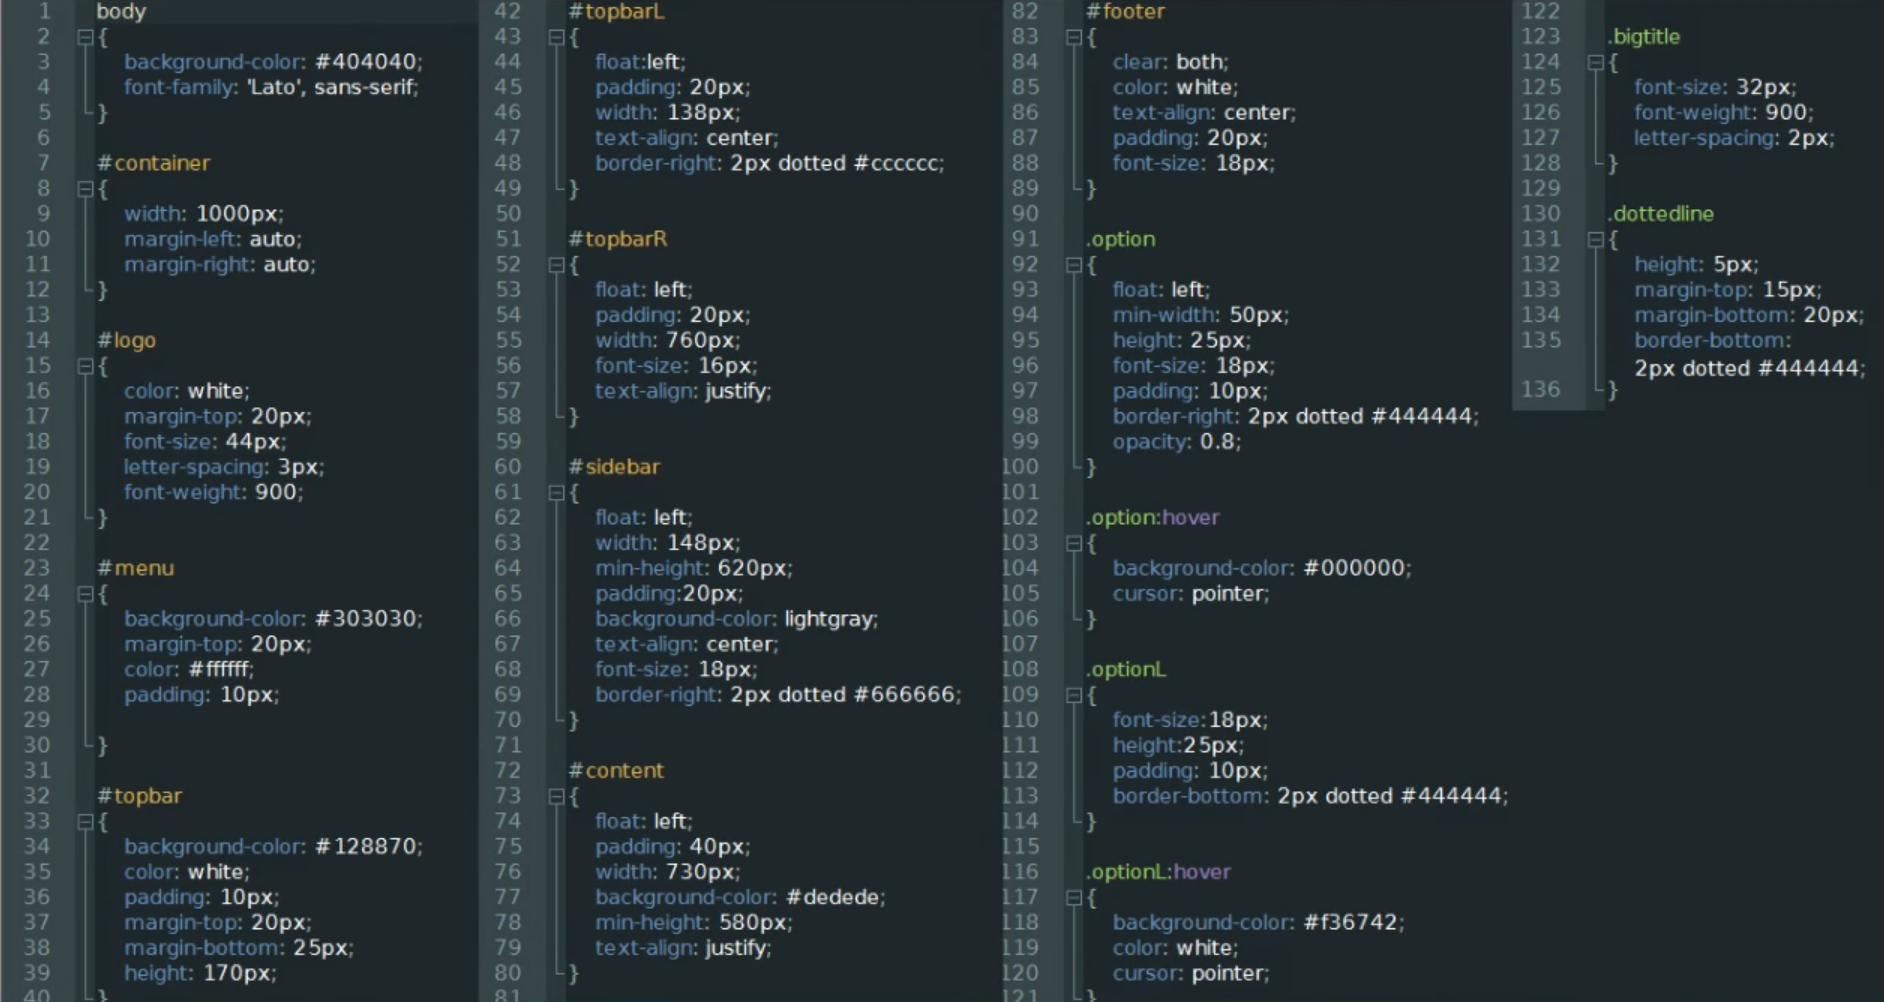 1 body
2 {
3 background-color: #404040;
4 font-family: 'Lato', sans-serif;
5 }
6
7 #container
8 {
9 width: 1000px;
10 margin-left: auto;
11 margin-right: auto;
12 }
13
14 #logo
15 {
16 color: white;
17 margin-top: 20px;
18 font-size: 44px;
19 letter-spacing: 3px;
20 font-weight: 900;
21 }
22
23 #menu
24 {
25 background-color: #303030;
26 margin-top: 20px;
27 color: #ffffff;
28 padding: 10px;
29
30 }
31
32 #topbar
33 {
34 background-color: #128870;
35 color: white;
36 padding: 10px;
37 margin-top: 20px;
38 margin-bottom: 25px;
39 height: 170px;
40 }
42 #topbarL
43 {
44 float:left;
45 padding: 20px;
46 width: 138px;
47 text-align: center;
48 border-right: 2px dotted #cccccc;
49 }
50
51 #topbarR
52 {
53 float: left;
54 padding: 20px;
55 width: 760px;
56 font-size: 16px;
57 text-align: justify;
58 }
59
60 #sidebar
61 {
62 float: left;
63 width: 148px;
64 min-height: 620px;
65 padding:20px;
66 background-color: lightgray;
67 text-align: center;
68 font-size: 18px;
69 border-right: 2px dotted #666666;
70 }
71
72 #content
73 {
74 float: left;
75 padding: 40px;
76 width: 730px;
77 background-color: #dedede;
78 min-height: 580px;
79 text-align: justify;
80 }
81
82 #footer
83 {
84 clear: both;
85 color: white;
86 text-align: center;
87 padding: 20px;
88 font-size: 18px;
89 }
90
91 .option
92 {
93 float: left;
94 min-width: 50px;
95 height: 25px;
96 font-size: 18px;
97 padding: 10px;
98 border-right: 2px dotted #444444;
99 opacity: 0.8;
100 }
101
102 .option:hover
103 {
104 background-color: #000000;
105 cursor: pointer;
106 }
107
108 .optionL
109 {
110 font-size:18px;
111 height:25px;
112 padding: 10px;
113 border-bottom: 2px dotted #444444;
114 }
115
116 .optionL:hover
117 {
118 background-color: #f36742;
119 color: white;
120 cursor: pointer;
121 }
122
123 .bigtitle
124 {
125 font-size: 32px;
126 font-weight: 900;
127 letter-spacing: 2px;
128 }
129
130 .dottedline
131 {
132 height: 5px;
133 margin-top: 15px;
134 margin-bottom: 20px;
135 border-bottom:
2px dotted #444444;
136 }